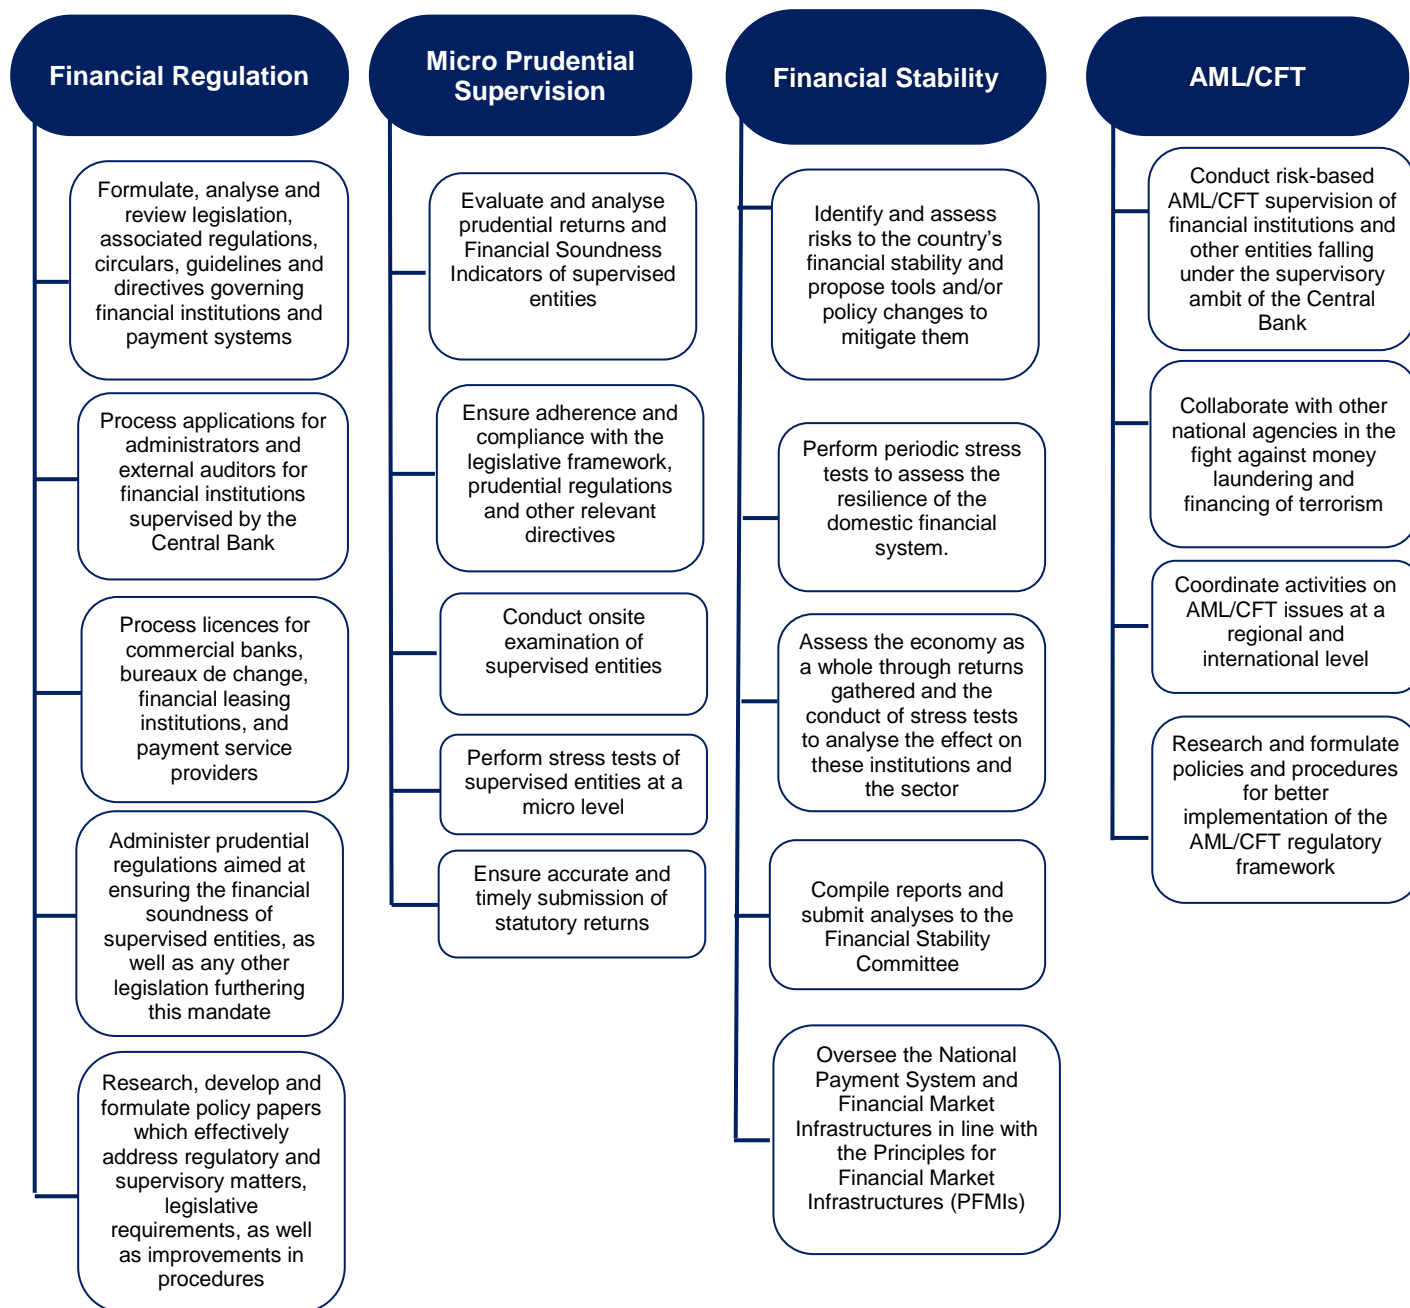 Financial Regulation
Formulate, analyse and
review legislation,
associated regulations,
circulars, guidelines and
directives governing
financial institutions and
payment systems
Process applications for
administrators and
external auditors for
financial institutions
supervised by the
Central Bank
Process licences for
commercial banks,
bureaux de change,
financial leasing
institutions, and
payment service
providers
Administer prudential
regulations aimed at
ensuring the financial
soundness of
supervised entities, as
well as any other
legislation furthering
this mandate
Research, develop and
formulate policy papers
which effectively
address regulatory and
supervisory matters,
legislative
requirements, as well
as improvements in
procedures
Micro Prudential
Supervision
Evaluate and analyse
prudential returns and
Financial Soundness
Indicators of supervised
entities
Ensure adherence and
compliance with the
legislative framework,
prudential regulations
and other relevant
directives
Conduct onsite
examination of
supervised entities
Perform stress tests of
supervised entities at a
micro level
Ensure accurate and
timely submission of
statutory returns
Financial Stability
Identify and assess
risks to the country's
financial stability and
propose tools and/or
policy changes to
mitigate them
Perform periodic stress
tests to assess the
resilience of the
domestic financial
system.
Assess the economy as
a whole through returns
gathered and the
conduct of stress tests
to analyse the effect on
these institutions and
the sector
Compile reports and
submit analyses to the
Financial Stability
Committee
Oversee the National
Payment System and
Financial Market
Infrastructures in line with
the Principles for
Financial Market
Infrastructures (PFMIs)
AML/CFT
Conduct risk-based
AML/CFT supervision of
financial institutions and
other entities falling
under the supervisory
ambit of the Central
Bank
Collaborate with other
national agencies in the
fight against money
laundering and
financing of terrorism
Coordinate activities on
AML/CFT issues at a
regional and
international level
Research and formulate
policies and procedures
for better
implementation of the
AML/CFT regulatory
framework